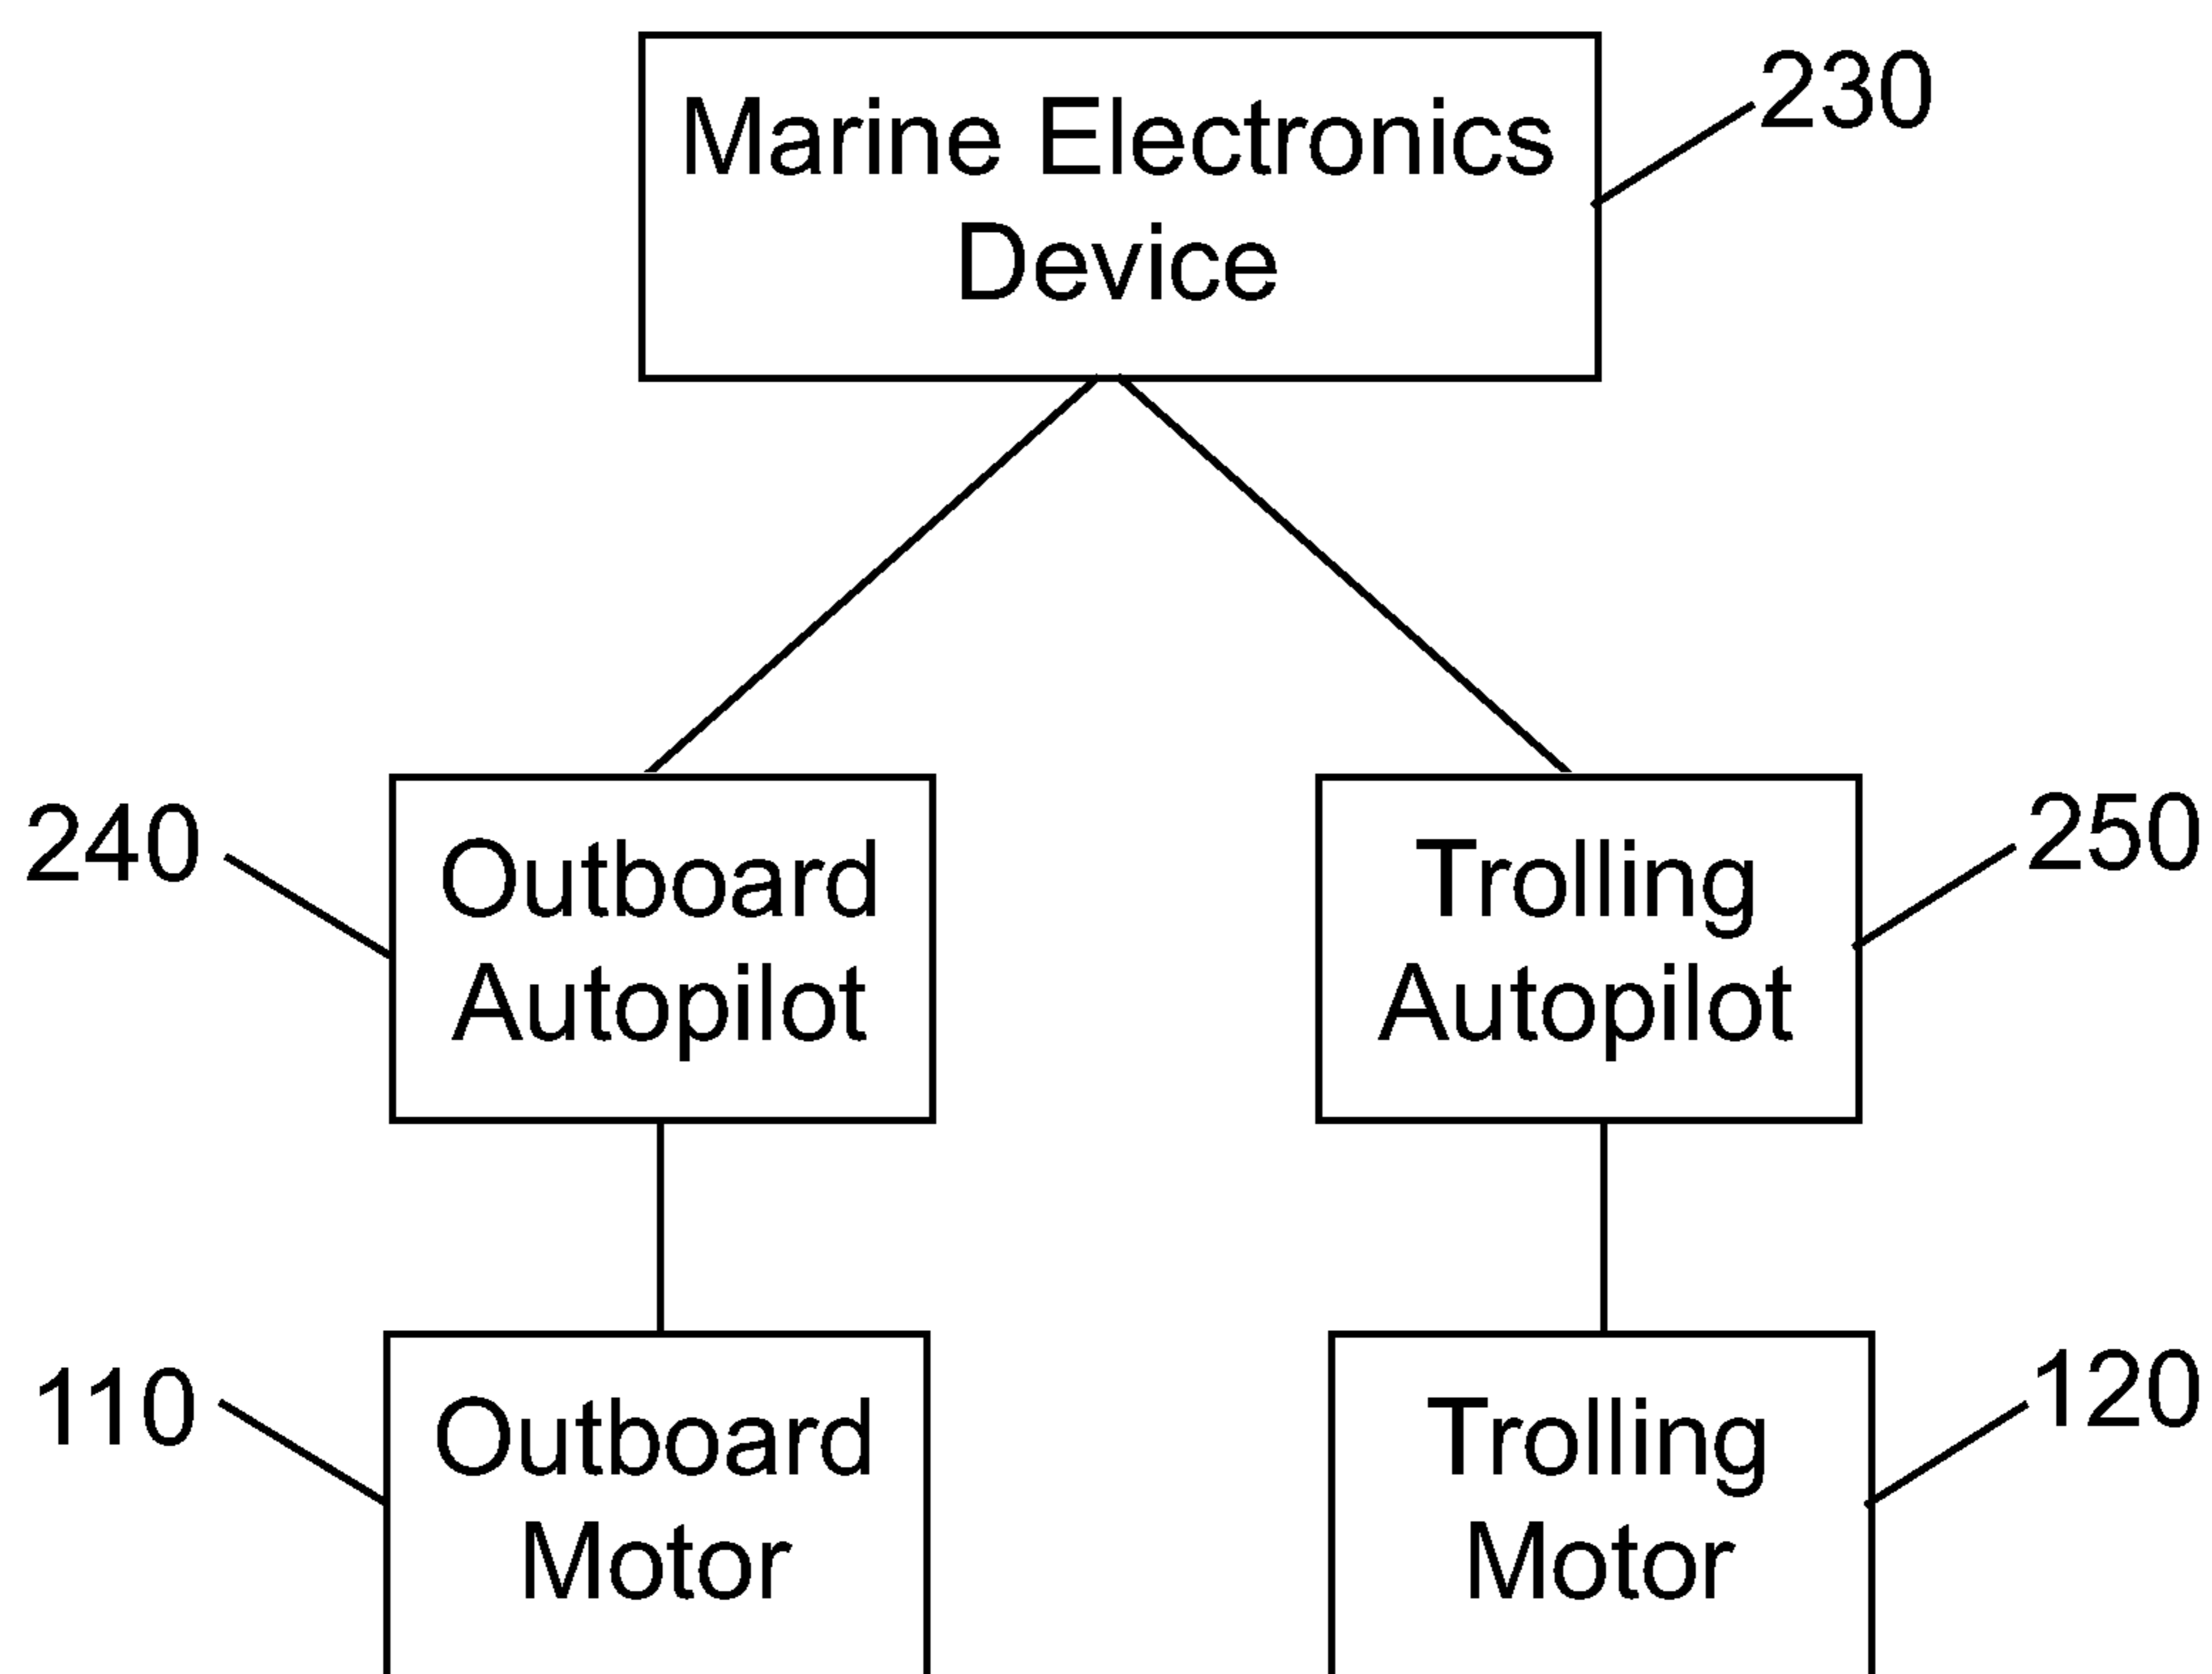 Marine Electronics
Device
230
240
Outboard
Autopilot
Trolling
Autopilot
250
110
Outboard
Motor
Trolling
Motor
120